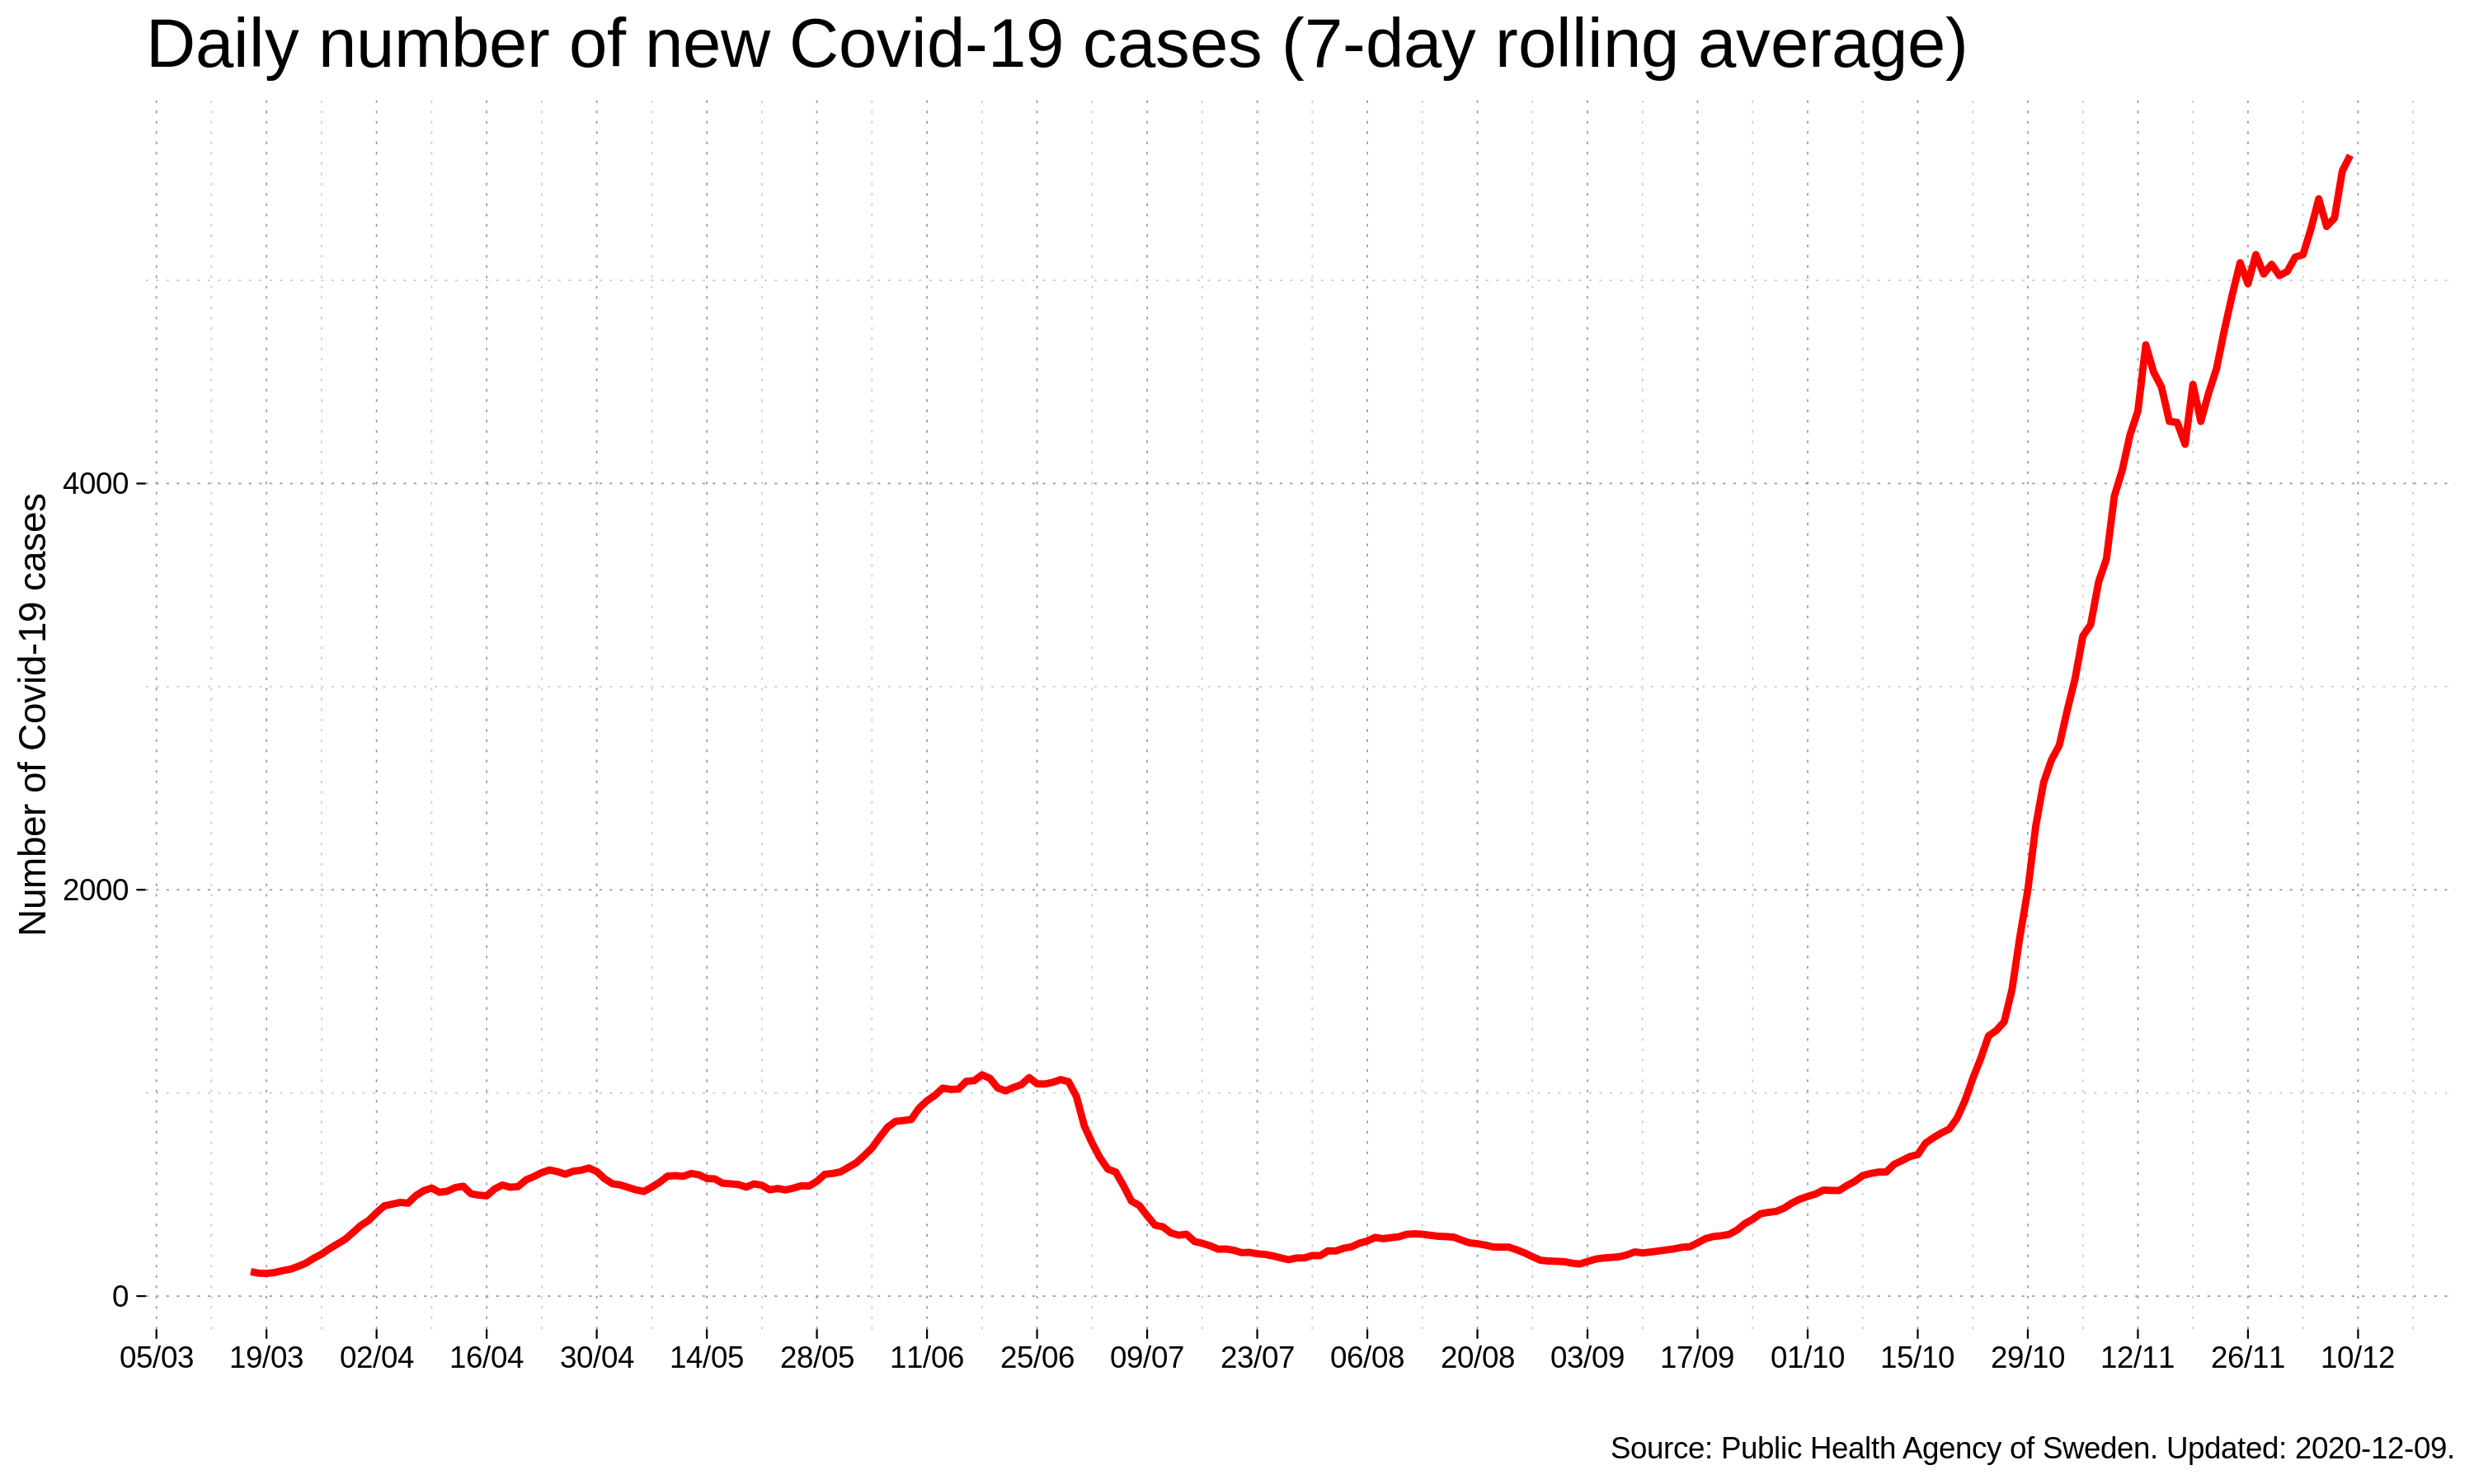 Daily number of new Covid-19 cases (7-day rolling average)
Number of Covid-19 cases
4000
2000
0
05/03 19/03 02/04 16/04 30/04 14/05 28/05 11/06 25/06 09/07 23/07 06/08 20/08 03/09 17/09 01/10 15/10 29/10 12/11 26/11 10/12
Source: Public Health Agency of Sweden. Updated: 2020-12-09.